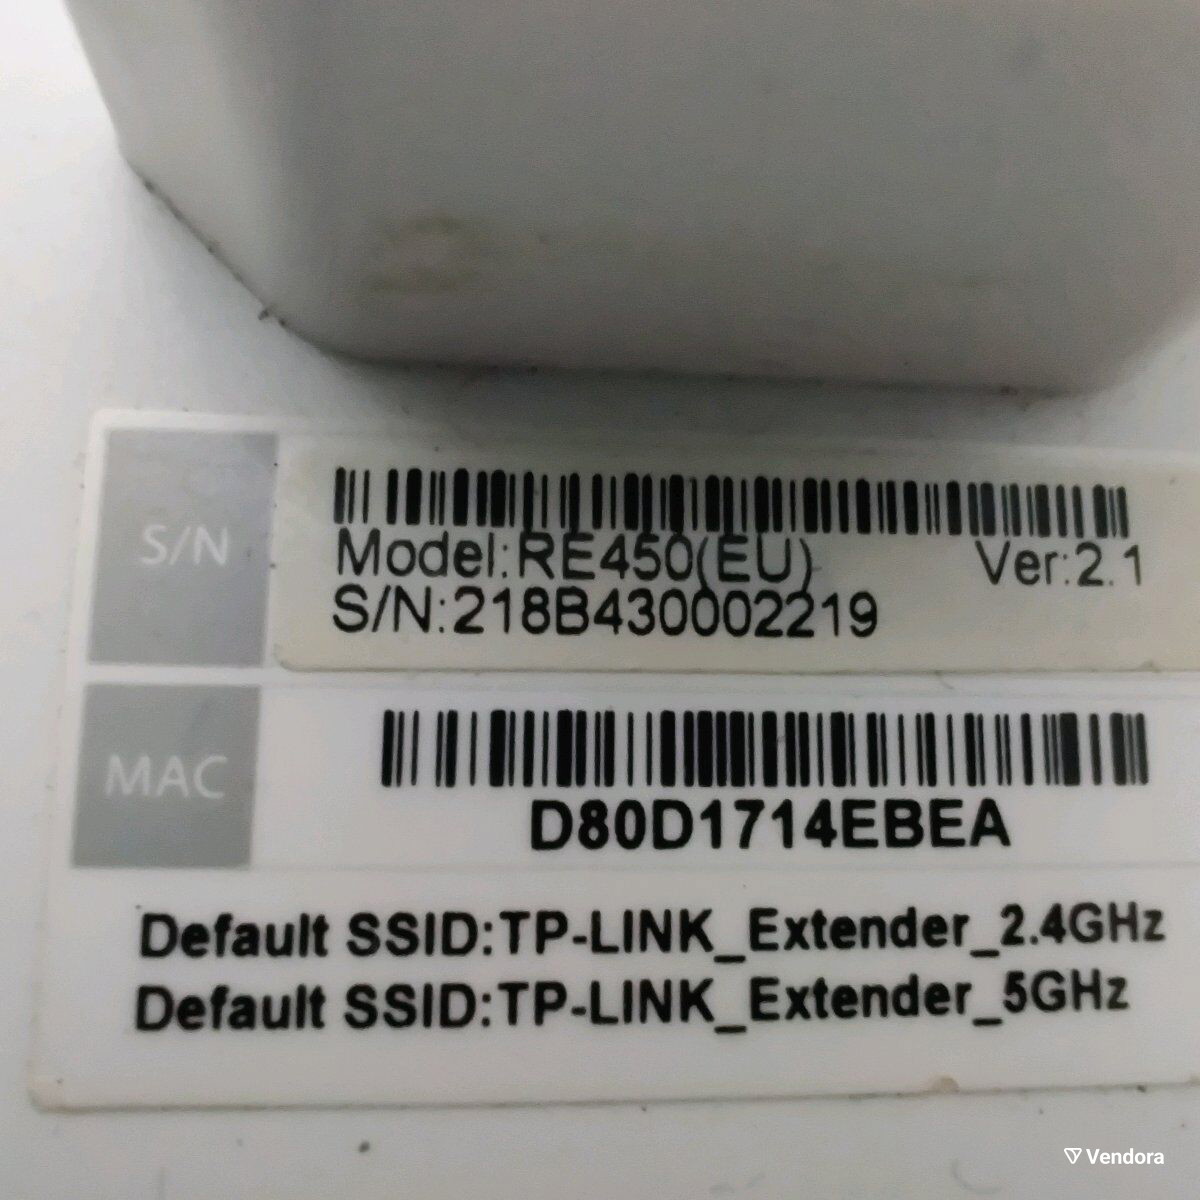 S/N
Model:RE450(EU) Ver:2.1
S/N:218B430002219
MAC
D80D1714EBEA
Default SSID:TP-LINK_Extender_2.4GHz
Default SSID:TP-LINK_Extender_5GHz
Vendora